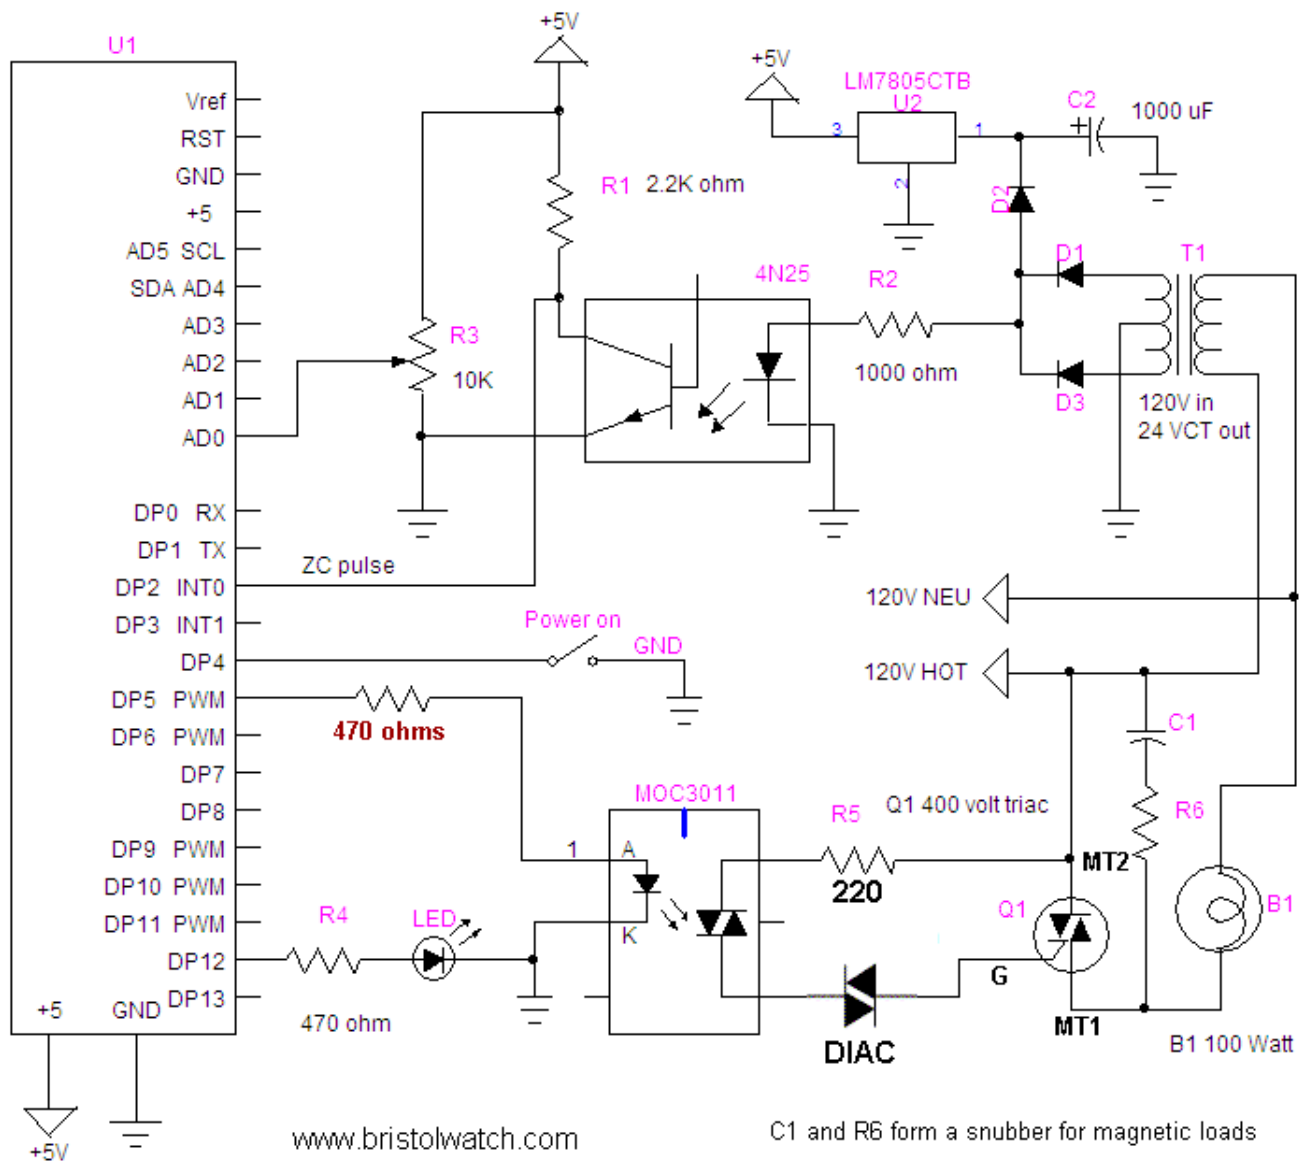 U1
+5V
+5V
LM7805CTB
U2
C2
1000 uF
+
3
1
2
Vref
RST
GND
+5
AD5 SCL
SDA AD4
AD3
AD2
AD1
AD0
DP0 RX
DP1 TX
DP2 INT0
DP3 INT1
DP4
DP5 PWM
DP6 PWM
DP7
DP8
DP9 PWM
DP10 PWM
DP11 PWM
DP12
DP13
+5
GND
+5V
R1
2.2K ohm
D2
D1
T1
4N25
R2
1000 ohm
D3
120V in
24 VCT out
R3
10K
ZC pulse
Power on
GND
120V NEU
120V HOT
470 ohms
C1
R6
MOC3011
1
A
K
R5
220
Q1 400 volt triac
MT2
Q1
G
MT1
B1
B1 100 Watt
R4
LED
470 ohm
DIAC
www.bristolwatch.com
C1 and R6 form a snubber for magnetic loads